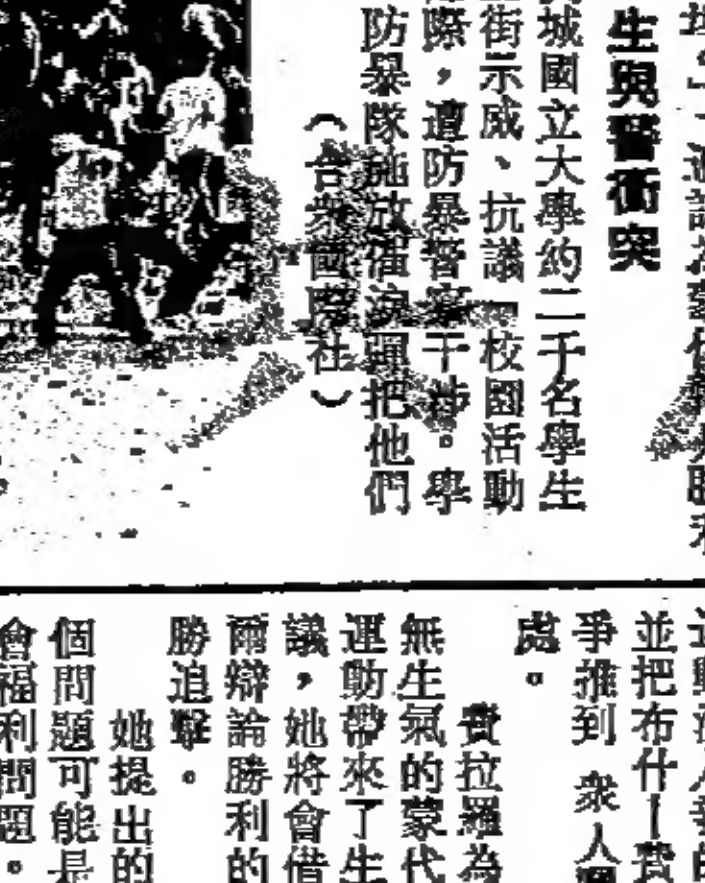 生與警衝突
城國立大學約二千名學生
街示威、抗議「校園活動
際，遭防暴警察干涉。學
防暴隊施放催淚彈把他們
（合衆國際社）
並把布什—費
爭推到 衆人
處。
費拉羅為
無生氣的蒙代
運動帶來了生
議，她將會借
爾辯論勝利的
勝追擊。
她提出的
個問題可能是
會福利問題。